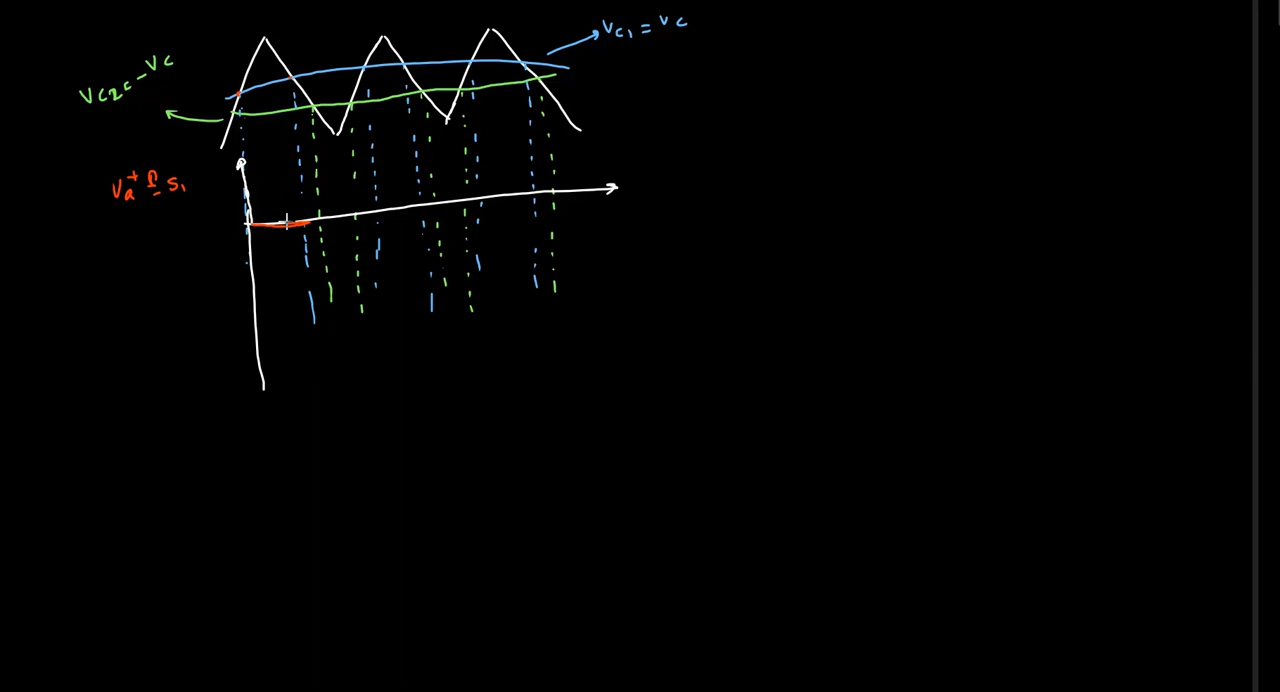 Vc1 = Vc
Vc2 = -Vc
Va+ S1